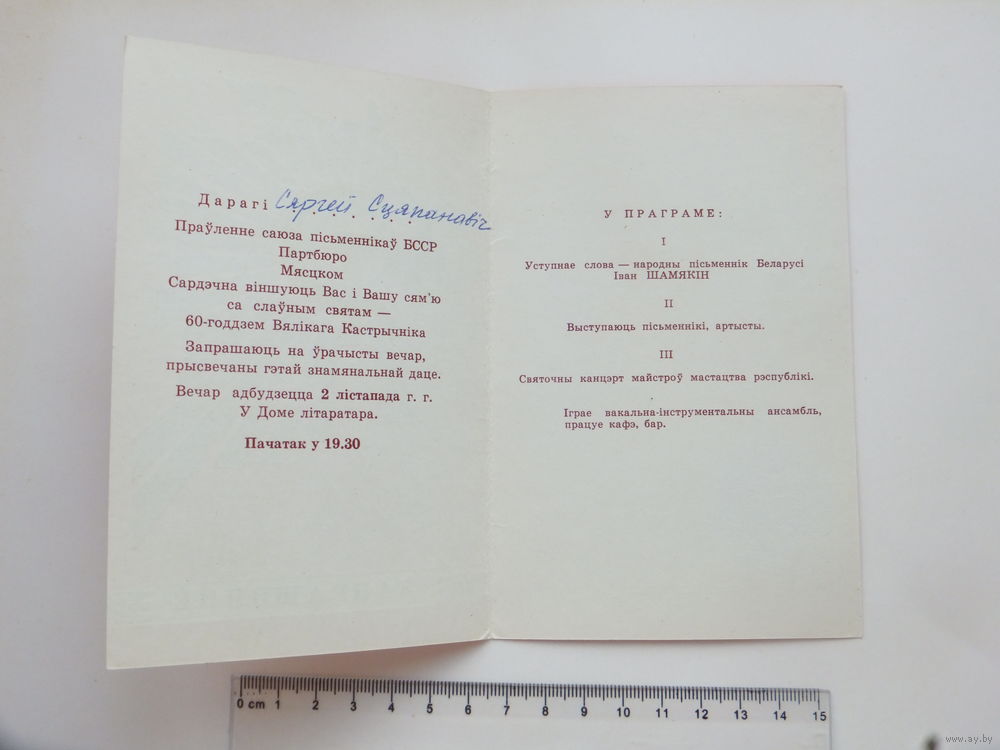 Дарагі Сяргей Сцяпанавіч
Праўленне саюза пісьменнікаў БССР
Партбюро
Мясцком
Сардэчна віншуюць Вас і Вашу сям'ю
са слаўным святам —
60-годдзем Вялікага Кастрычніка
Запрашаюць на ўрачысты вечар,
прысвечаны гэтай знамянальнай даце.
Вечар адбудзецца 2 лістапада г. г.
У Доме літаратара.
Пачатак у 19.30
У ПРАГРАМЕ:
I
Уступнае слова — народны пісьменнік Беларусі
Іван ШАМЯКІН
II
Выступаюць пісьменнікі, артысты.
III
Святочны канцэрт майстроў мастацтва рэспублікі.
Іграе вакальна-інструментальны ансамбль,
працуе кафэ, бар.
0 cm 1 2 3 4 5 6 7 8 9 10 11 12 13 14 15
www.ay.by